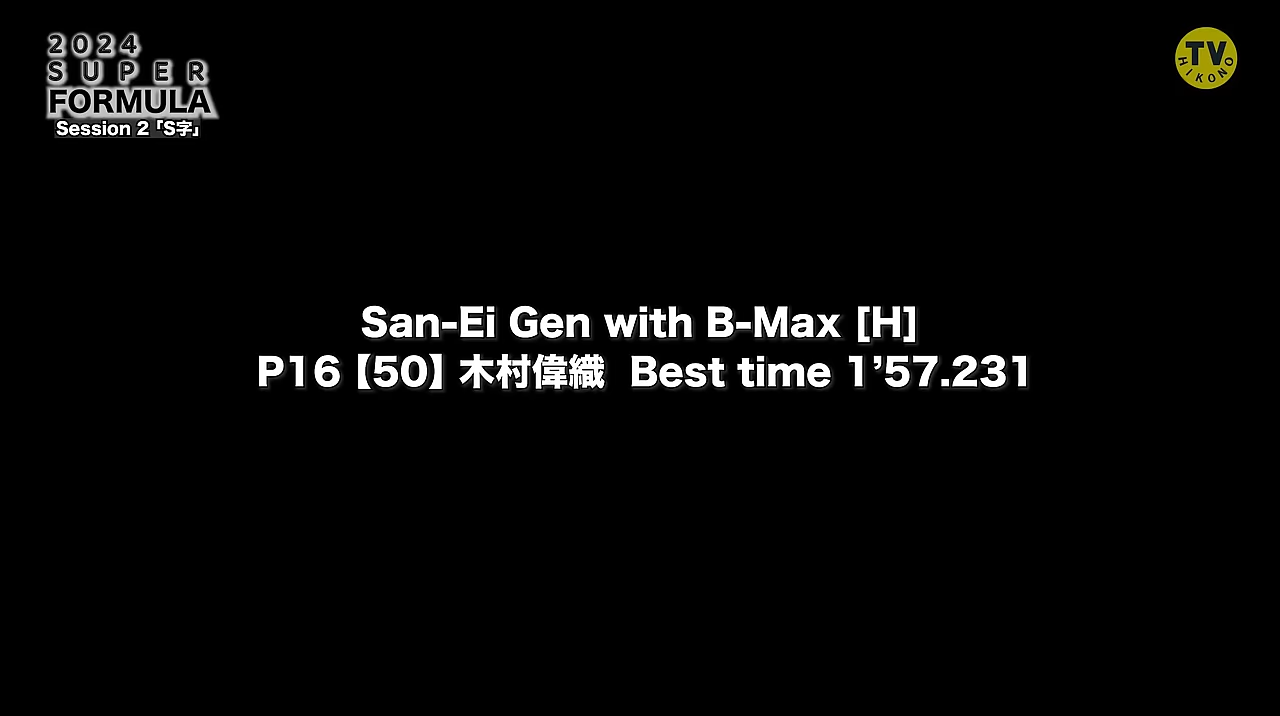 2024
SUPER
FORMULA
Session 2「S字」
TV
HIKONO
San-Ei Gen with B-Max [H]
P16【50】木村偉織 Best time 1’57.231